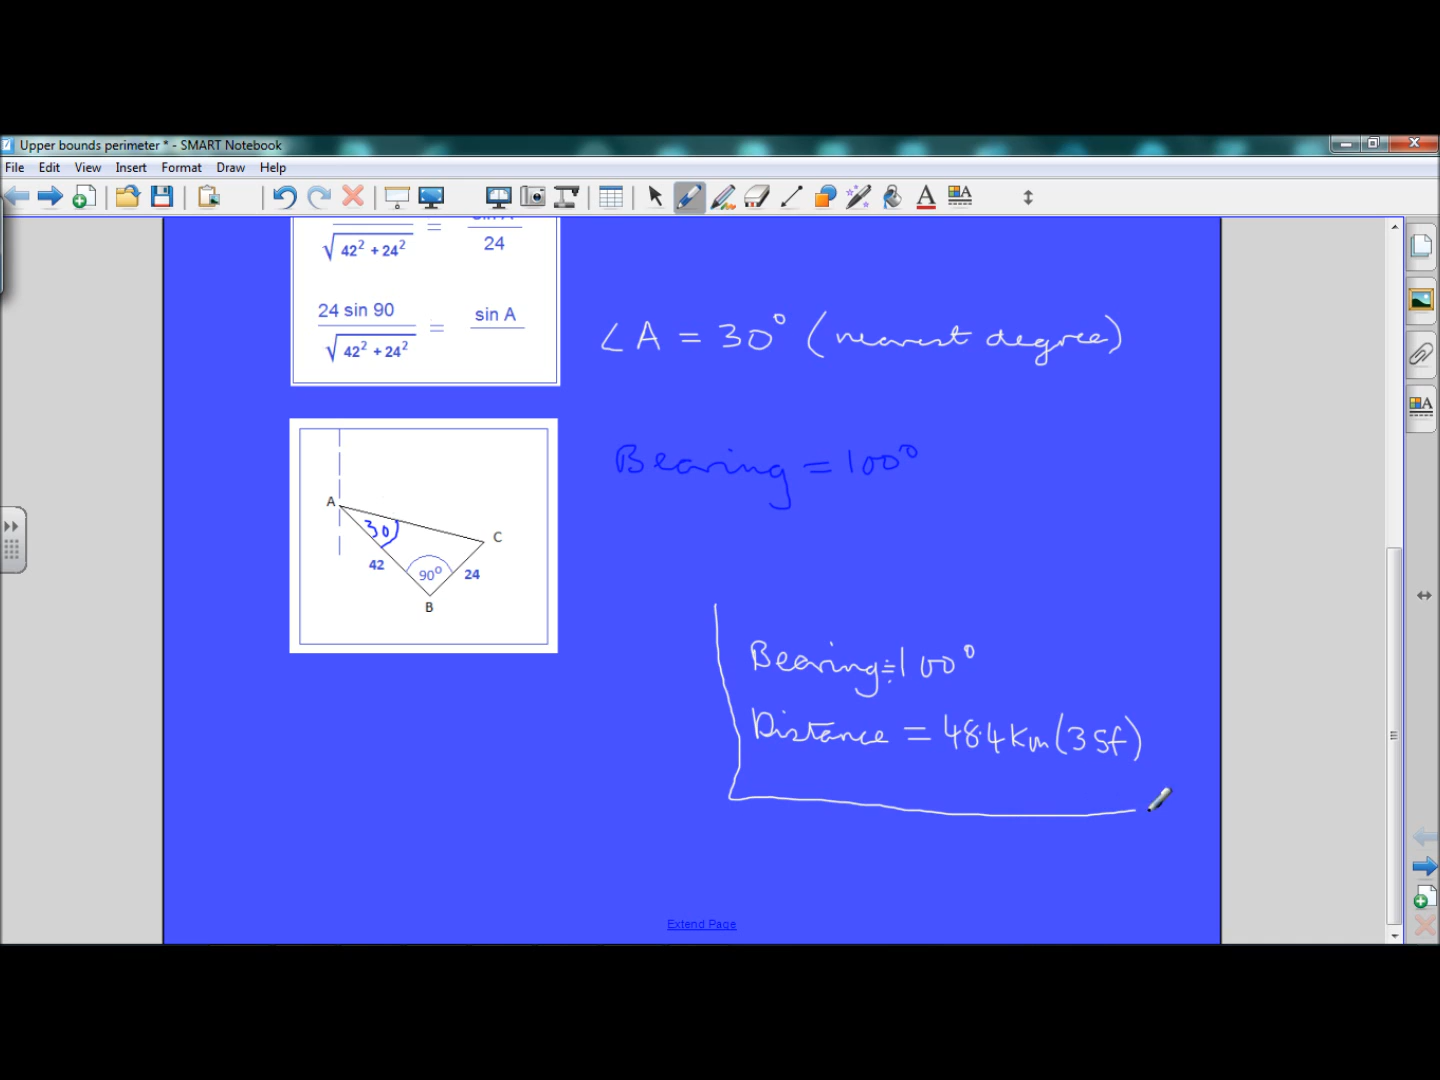 Upper bounds perimeter * - SMART Notebook
File Edit View Insert Format Draw Help
√42² + 24² = sin A / 24
24 sin 90 / √42² + 24² = sin A
∠A = 30° (nearest degree)
Bearing = 100°
A
30
C
42
90°
24
B
Bearing = 100°
Distance = 48.4 Km (3 sf)
Extend Page